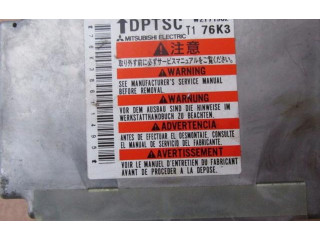 ↑DPTSC
MITSUBISHI ELECTRIC T1 76K3
⚠注意
取り外す前に必ずサービスマニュアルをご覧ください。
⚠WARNING
SEE MANUFACTURER'S SERVICE MANUAL
BEFORE REMOVAL.
⚠WARNUNG
VOR DEM AUSBAU SIND DIE HINWEISE IM
WERKSTATTHANDBUCH ZU BEACHTEN.
⚠ADVERTENCIA
ANTES DE EFECTUAR EL DESMONTALE, CONSULTE
EL MANUAL DE SERVICIO DEL FABRICANTE.
⚠AVERTISSEMENT
VOIR LE MANUEL D'ENTRETIEN DU FABRICANT
AVANT DE PROCEDER A LA DEPOSE.